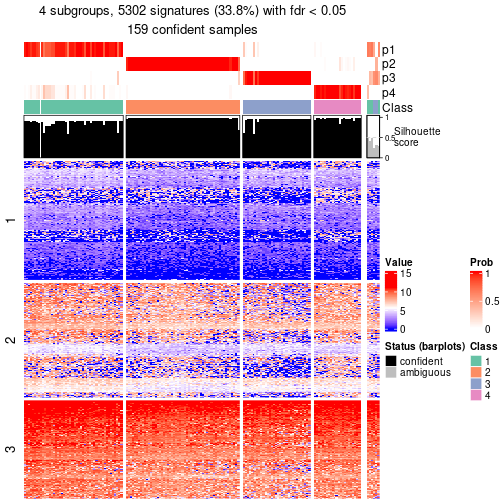 4 subgroups, 5302 signatures (33.8%) with fdr < 0.05
159 confident samples
p1
p2
p3
p4
Class
1
0.5
0
Silhouette
score
1
2
3
Value
15
10
5
0
Prob
1
0.5
0
Status (barplots)
confident
ambiguous
Class
1
2
3
4